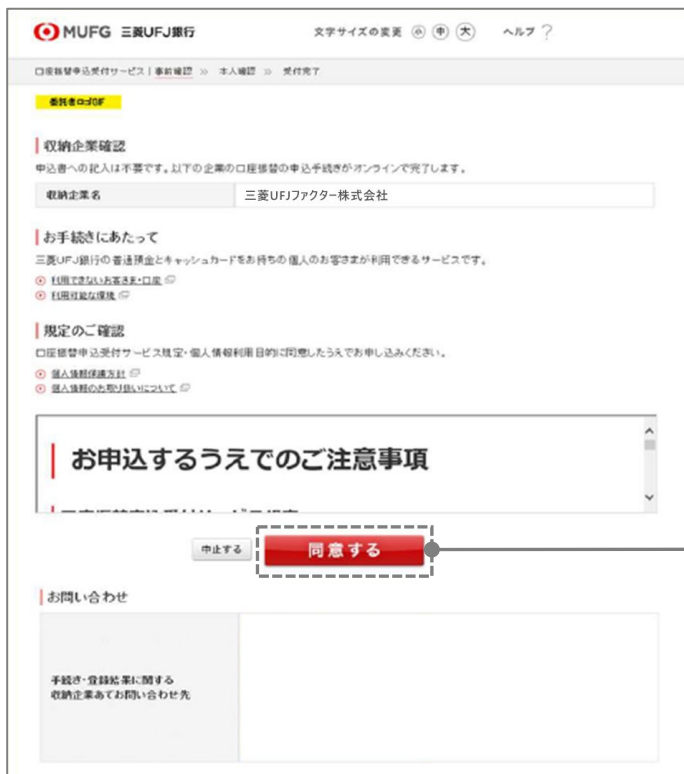 MUFG 三菱UFJ銀行 文字サイズの変更 小 中 大 ヘルプ ?
口座振替申込受付サービス | 事前確認 >> 本人確認 >> 受付完了
委託者ロゴGIF
収納企業確認
申込書への記入は不要です。以下の企業の口座振替の申込手続きがオンラインで完了します。
収納企業名 三菱UFJファクター株式会社
お手続きにあたって
三菱UFJ銀行の普通預金とキャッシュカードをお持ちの個人のお客さまが利用できるサービスです。
利用できないお客さま・口座
利用可能な環境
規定のご確認
口座振替申込受付サービス規定・個人情報利用目的に同意したうえでお申し込みください。
個人情報保護方針
個人情報のお取り扱いについて
お申込するうえでのご注意事項
中止する 同意する
お問い合わせ
手続き・登録結果に関する
収納企業あてお問い合わせ先